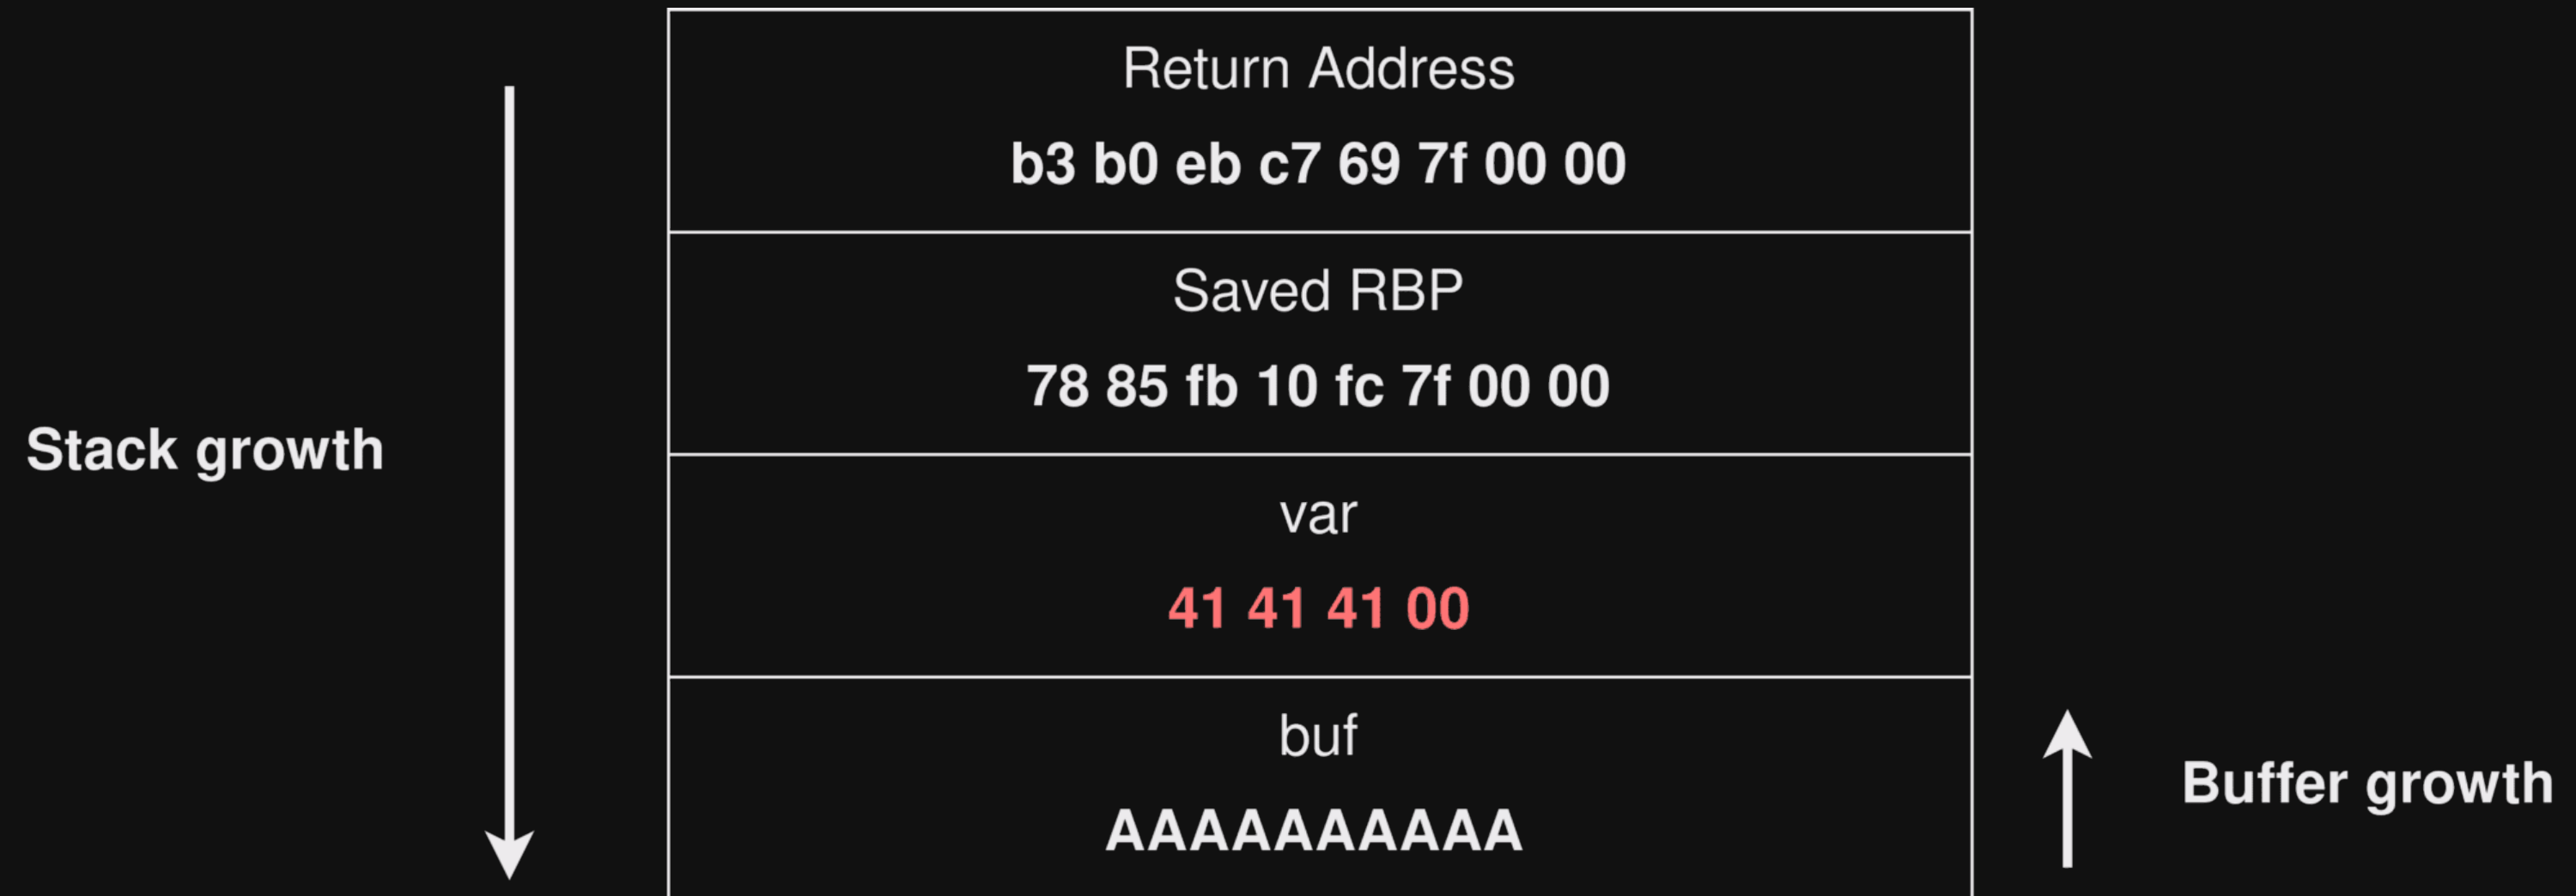 Return Address
b3 b0 eb c7 69 7f 00 00
Saved RBP
78 85 fb 10 fc 7f 00 00
Stack growth
var
41 41 41 00
buf
AAAAAAAAAA
Buffer growth